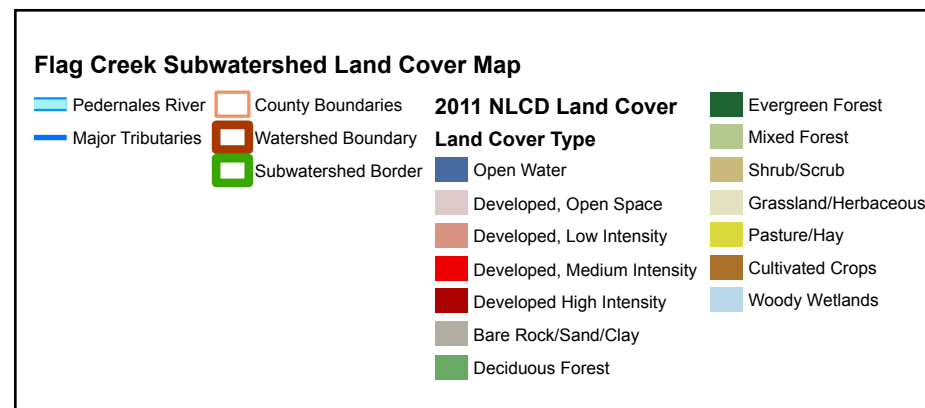 Flag Creek Subwatershed Land Cover Map
Pedernales River
Major Tributaries
County Boundaries
Watershed Boundary
Subwatershed Border
2011 NLCD Land Cover
Land Cover Type
Open Water
Developed, Open Space
Developed, Low Intensity
Developed, Medium Intensity
Developed High Intensity
Bare Rock/Sand/Clay
Deciduous Forest
Evergreen Forest
Mixed Forest
Shrub/Scrub
Grassland/Herbaceous
Pasture/Hay
Cultivated Crops
Woody Wetlands